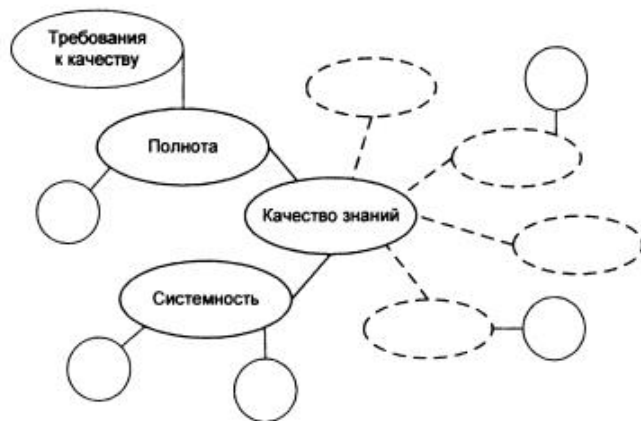 Требования
к качеству
Полнота
Качество знаний
Системность